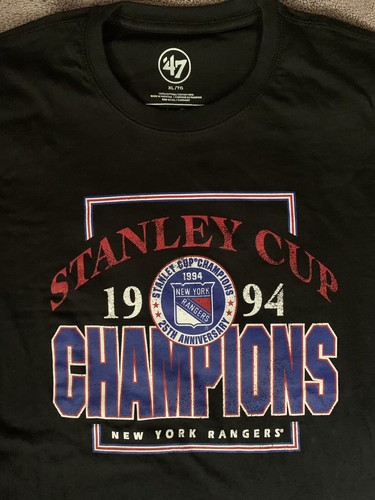 '47
XL/TG
STANLEY CUP
19 94
STANLEY CUP® CHAMPIONS
1994
NEW YORK
RANGERS
25TH ANNIVERSARY
CHAMPIONS
NEW YORK RANGERS®